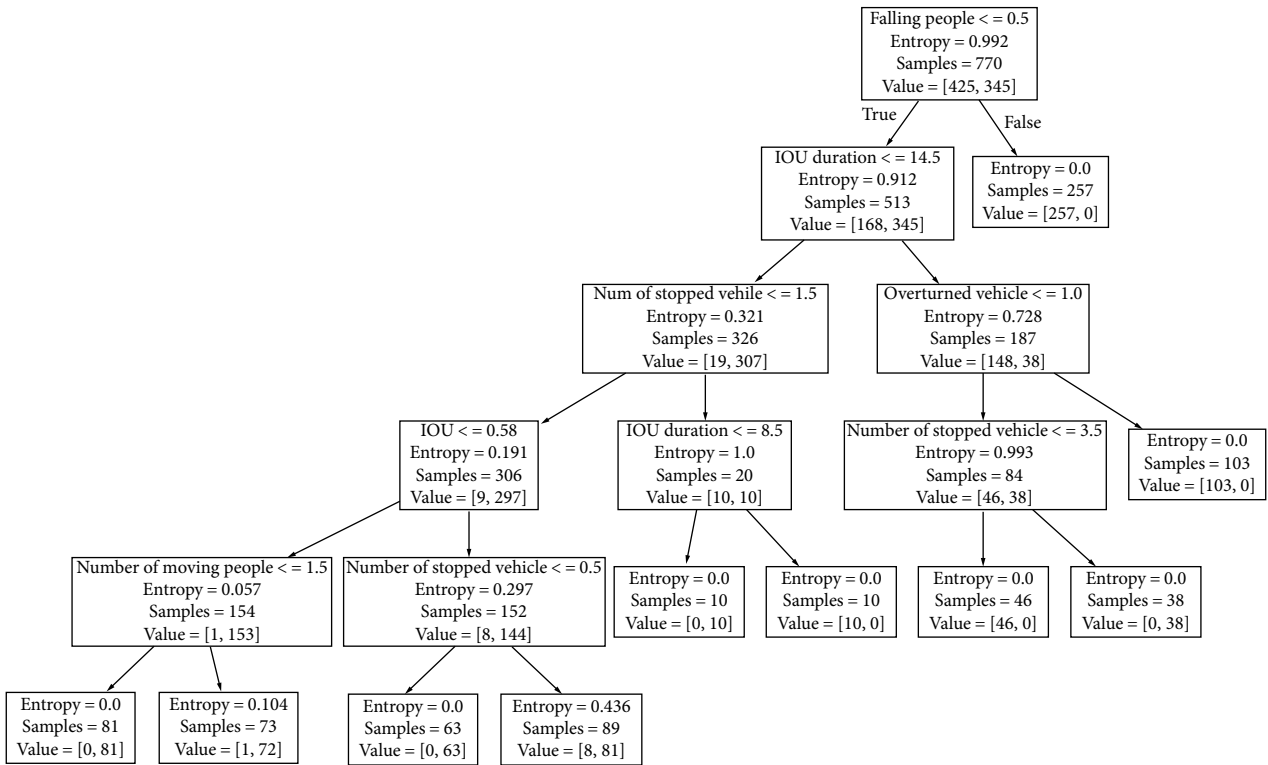 Falling people < = 0.5
Entropy = 0.992
Samples = 770
Value = [425, 345]
True
False
IOU duration < = 14.5
Entropy = 0.912
Samples = 513
Value = [168, 345]
Entropy = 0.0
Samples = 257
Value = [257, 0]
Num of stopped vehile < = 1.5
Entropy = 0.321
Samples = 326
Value = [19, 307]
Overturned vehicle < = 1.0
Entropy = 0.728
Samples = 187
Value = [148, 38]
IOU < = 0.58
Entropy = 0.191
Samples = 306
Value = [9, 297]
IOU duration < = 8.5
Entropy = 1.0
Samples = 20
Value = [10, 10]
Number of stopped vehicle < = 3.5
Entropy = 0.993
Samples = 84
Value = [46, 38]
Entropy = 0.0
Samples = 103
Value = [103, 0]
Number of moving people < = 1.5
Entropy = 0.057
Samples = 154
Value = [1, 153]
Number of stopped vehicle < = 0.5
Entropy = 0.297
Samples = 152
Value = [8, 144]
Entropy = 0.0
Samples = 10
Value = [0, 10]
Entropy = 0.0
Samples = 10
Value = [10, 0]
Entropy = 0.0
Samples = 46
Value = [46, 0]
Entropy = 0.0
Samples = 38
Value = [0, 38]
Entropy = 0.0
Samples = 81
Value = [0, 81]
Entropy = 0.104
Samples = 73
Value = [1, 72]
Entropy = 0.0
Samples = 63
Value = [0, 63]
Entropy = 0.436
Samples = 89
Value = [8, 81]